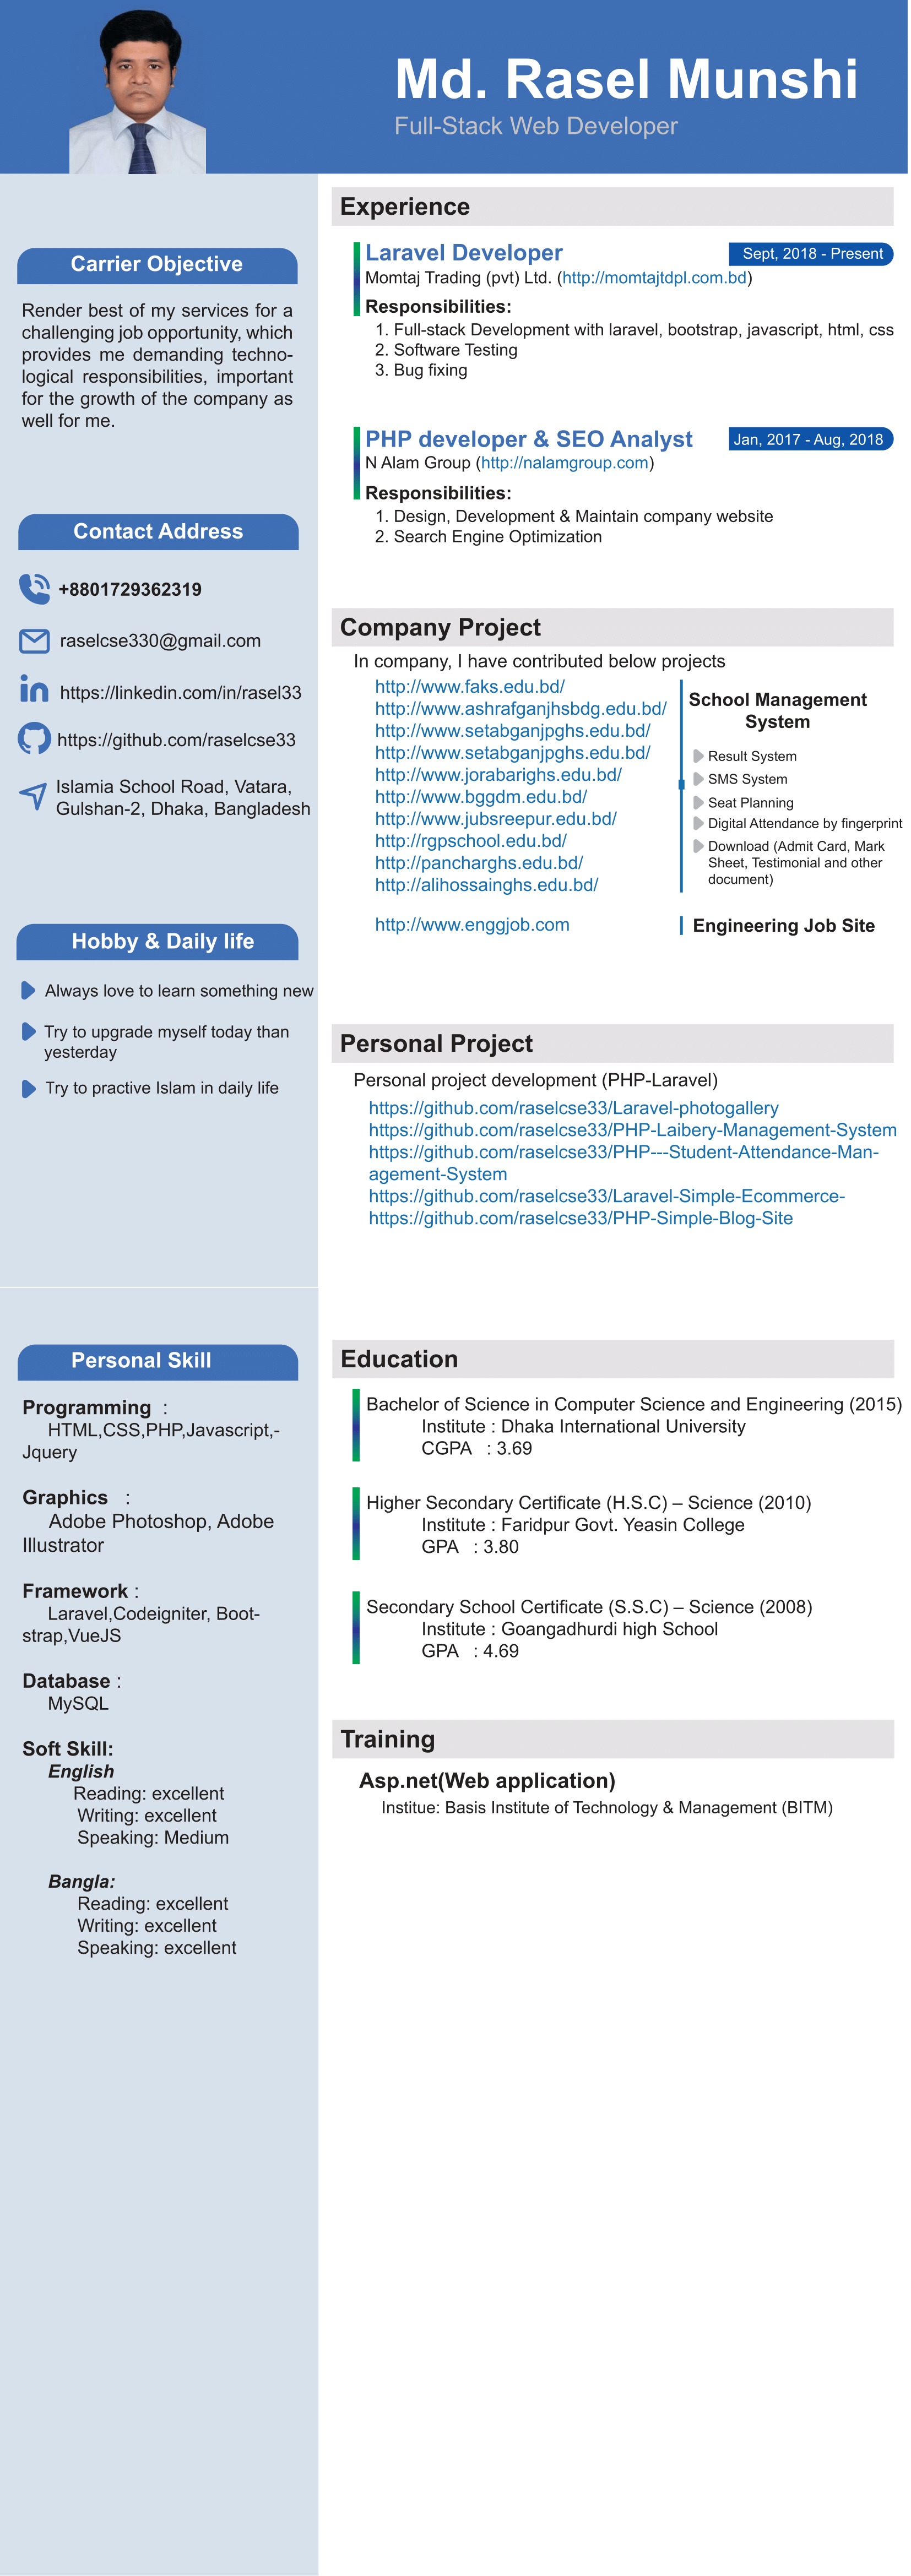 Md. Rasel Munshi
Full-Stack Web Developer
Carrier Objective
Render best of my services for a
challenging job opportunity, which
provides me demanding techno-
logical responsibilities, important
for the growth of the company as
well for me.
Contact Address
+8801729362319
raselcse330@gmail.com
https://linkedin.com/in/rasel33
https://github.com/raselcse33
Islamia School Road, Vatara,
Gulshan-2, Dhaka, Bangladesh
Hobby & Daily life
Always love to learn something new
Try to upgrade myself today than
yesterday
Try to practive Islam in daily life
Experience
Laravel Developer
Sept, 2018 - Present
Momtaj Trading (pvt) Ltd. (http://momtajtdpl.com.bd)
Responsibilities:
1. Full-stack Development with laravel, bootstrap, javascript, html, css
2. Software Testing
3. Bug fixing
PHP developer & SEO Analyst
Jan, 2017 - Aug, 2018
N Alam Group (http://nalamgroup.com)
Responsibilities:
1. Design, Development & Maintain company website
2. Search Engine Optimization
Company Project
In company, I have contributed below projects
http://www.faks.edu.bd/
http://www.ashrafganjhsbdg.edu.bd/
http://www.setabganjpghs.edu.bd/
http://www.setabganjpghs.edu.bd/
http://www.jorabarighs.edu.bd/
http://www.bggdm.edu.bd/
http://www.jubsreepur.edu.bd/
http://rgpschool.edu.bd/
http://pancharghs.edu.bd/
http://alihossainghs.edu.bd/
School Management
System
Result System
SMS System
Seat Planning
Digital Attendance by fingerprint
Download (Admit Card, Mark
Sheet, Testimonial and other
document)
http://www.enggjob.com
Engineering Job Site
Personal Project
Personal project development (PHP-Laravel)
https://github.com/raselcse33/Laravel-photogallery
https://github.com/raselcse33/PHP-Laibery-Management-System
https://github.com/raselcse33/PHP---Student-Attendance-Man-
agement-System
https://github.com/raselcse33/Laravel-Simple-Ecommerce-
https://github.com/raselcse33/PHP-Simple-Blog-Site
Personal Skill
Programming :
HTML,CSS,PHP,Javascript,-
Jquery
Graphics :
Adobe Photoshop, Adobe
Illustrator
Framework :
Laravel,Codeigniter, Boot-
strap,VueJS
Database :
MySQL
Soft Skill:
English
Reading: excellent
Writing: excellent
Speaking: Medium
Bangla:
Reading: excellent
Writing: excellent
Speaking: excellent
Education
Bachelor of Science in Computer Science and Engineering (2015)
Institute : Dhaka International University
CGPA : 3.69
Higher Secondary Certificate (H.S.C) – Science (2010)
Institute : Faridpur Govt. Yeasin College
GPA : 3.80
Secondary School Certificate (S.S.C) – Science (2008)
Institute : Goangadhurdi high School
GPA : 4.69
Training
Asp.net(Web application)
Institue: Basis Institute of Technology & Management (BITM)